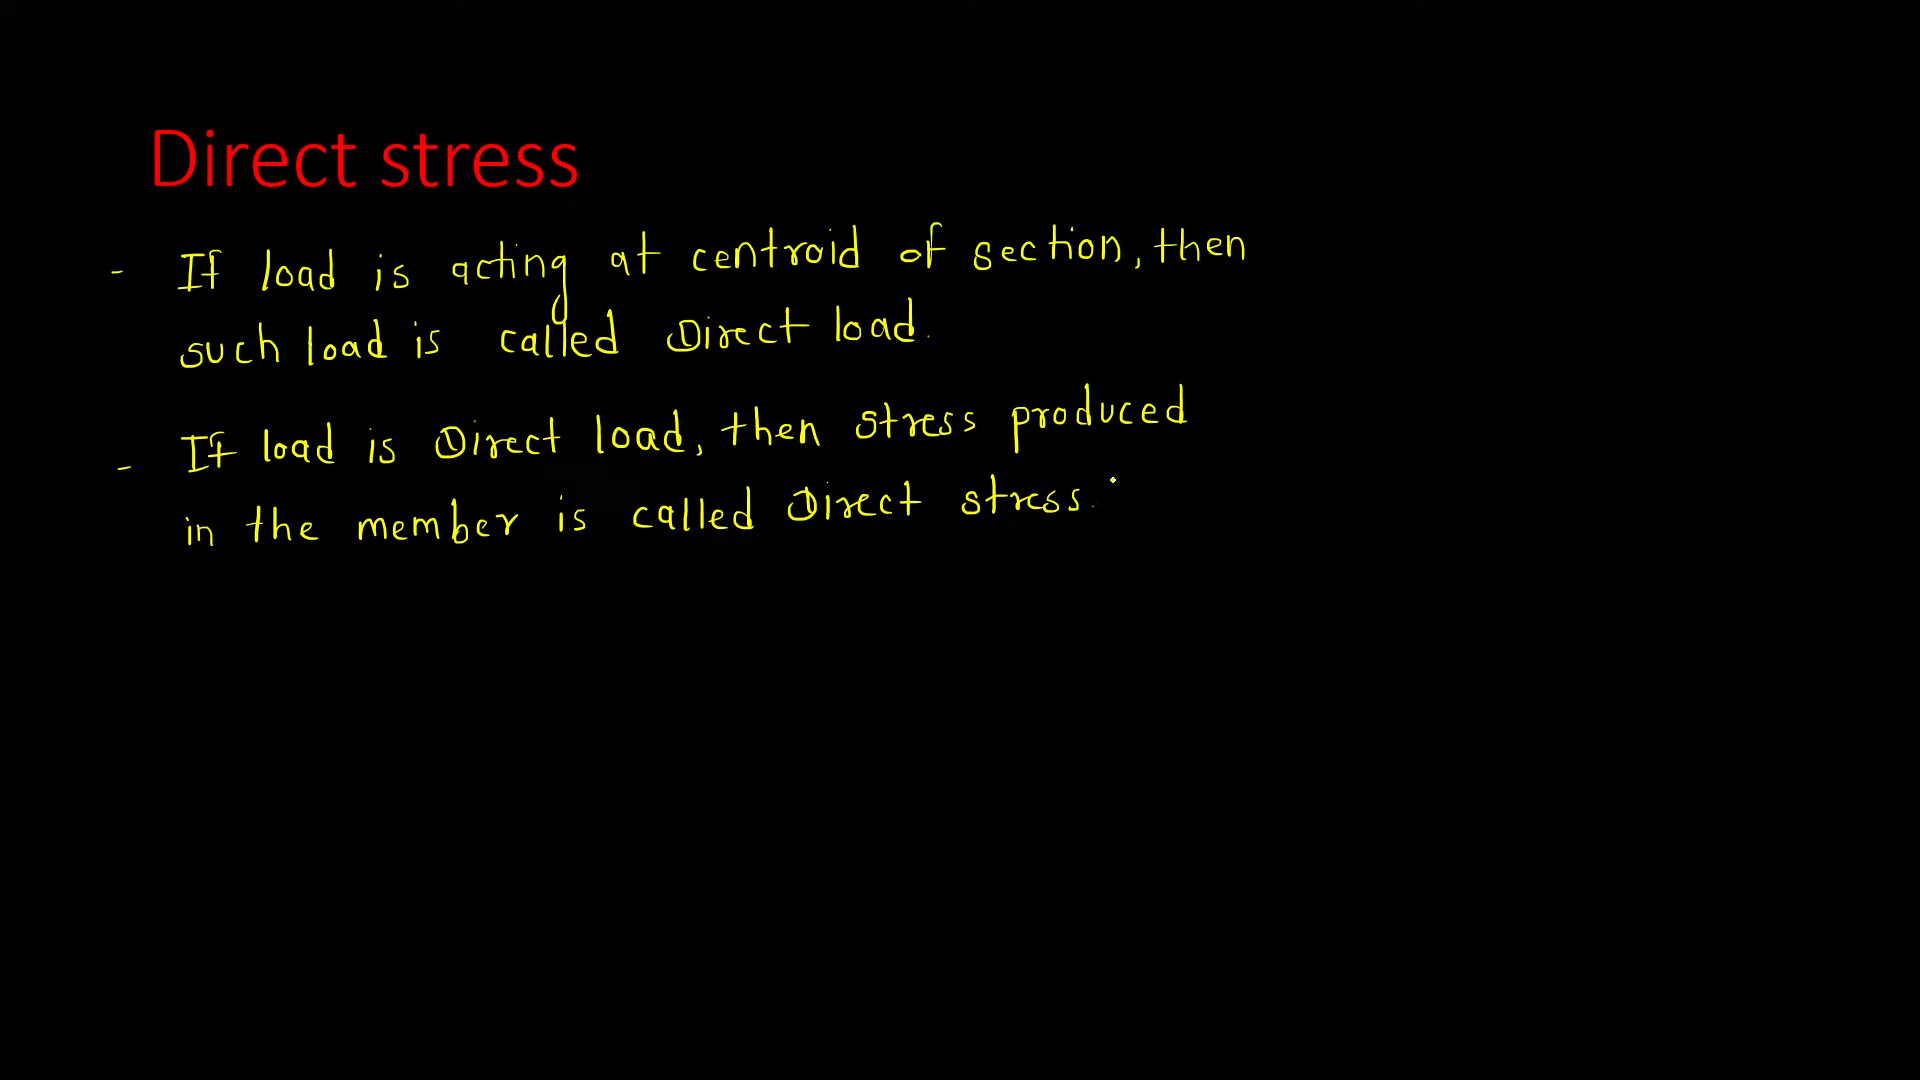 Direct stress
- If load is acting at centroid of section, then
such load is called Direct load.
- If load is Direct load, then stress produced
in the member is called Direct stress.